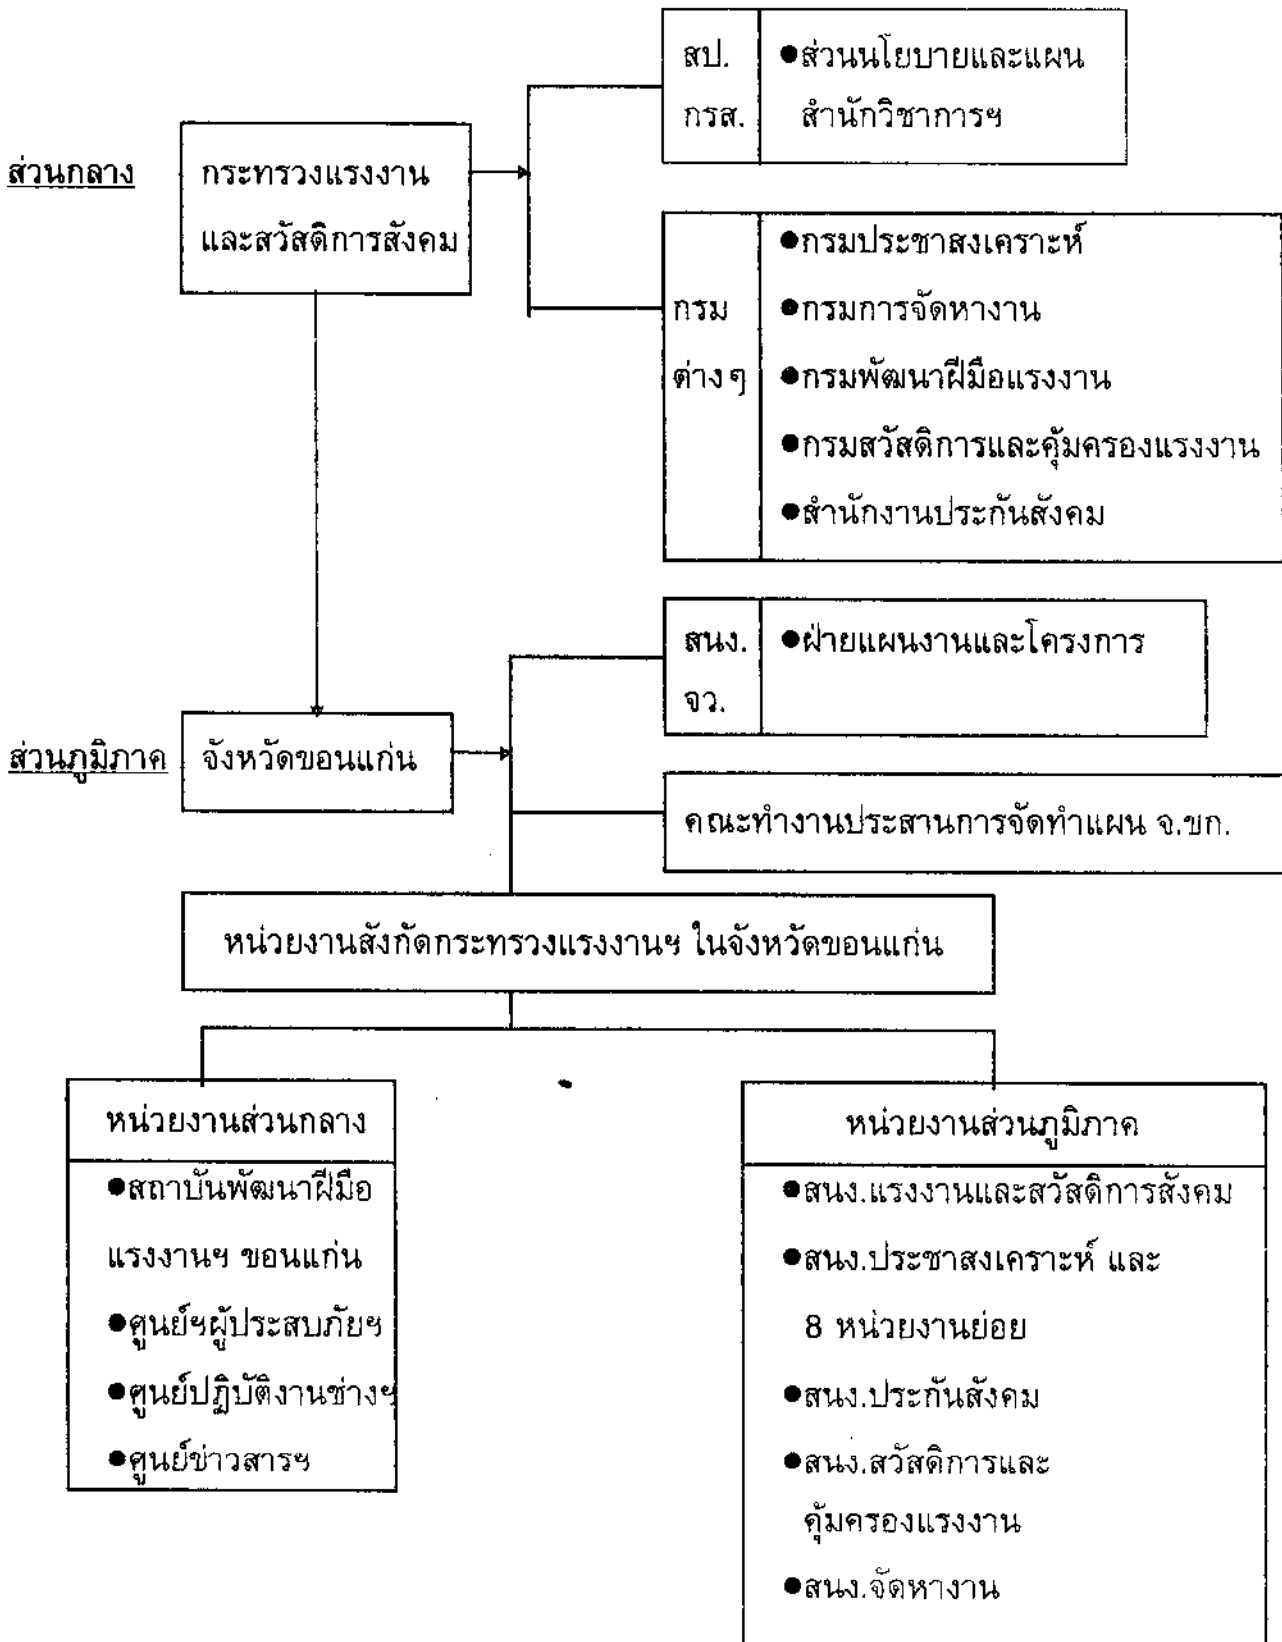 สป.
กรส.
●ส่วนนโยบายและแผน
สำนักวิชาการฯ
ส่วนกลาง
กระทรวงแรงงาน
และสวัสดิการสังคม
กรม
ต่าง ๆ
●กรมประชาสงเคราะห์
●กรมการจัดหางาน
●กรมพัฒนาฝีมือแรงงาน
●กรมสวัสดิการและคุ้มครองแรงงาน
●สำนักงานประกันสังคม
สนง.
จว.
●ฝ่ายแผนงานและโครงการ
ส่วนภูมิภาค
จังหวัดขอนแก่น
คณะทำงานประสานการจัดทำแผน จ.ขก.
หน่วยงานสังกัดกระทรวงแรงงานฯ ในจังหวัดขอนแก่น
หน่วยงานส่วนกลาง
●สถาบันพัฒนาฝีมือ
แรงงานฯ ขอนแก่น
●ศูนย์ฯผู้ประสบภัยฯ
●ศูนย์ปฏิบัติงานช่างฯ
●ศูนย์ข่าวสารฯ
หน่วยงานส่วนภูมิภาค
●สนง.แรงงานและสวัสดิการสังคม
●สนง.ประชาสงเคราะห์ และ
8 หน่วยงานย่อย
●สนง.ประกันสังคม
●สนง.สวัสดิการและ
คุ้มครองแรงงาน
●สนง.จัดหางาน